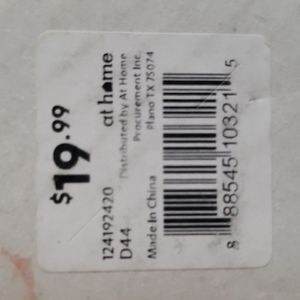 $19.99
at home
124192420
D44
Distributed by At Home
Procurement Inc.
Plano TX 75074
Made In China
8 88545 10321 5